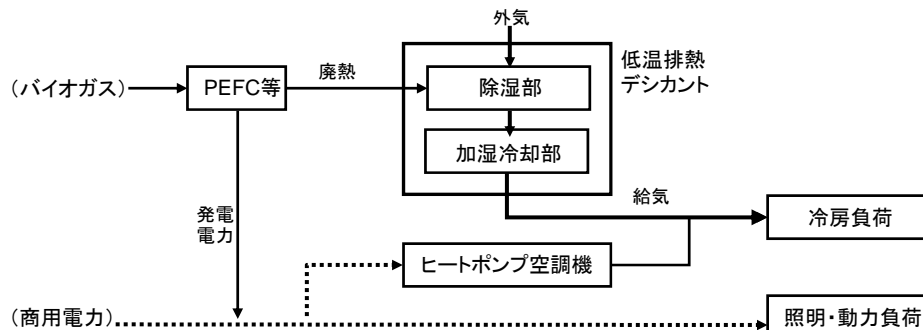 外気
低温排熱
デシカント
(バイオガス)
PEFC等
廃熱
除湿部
加湿冷却部
発電
電力
給気
冷房負荷
ヒートポンプ空調機
(商用電力)
照明・動力負荷